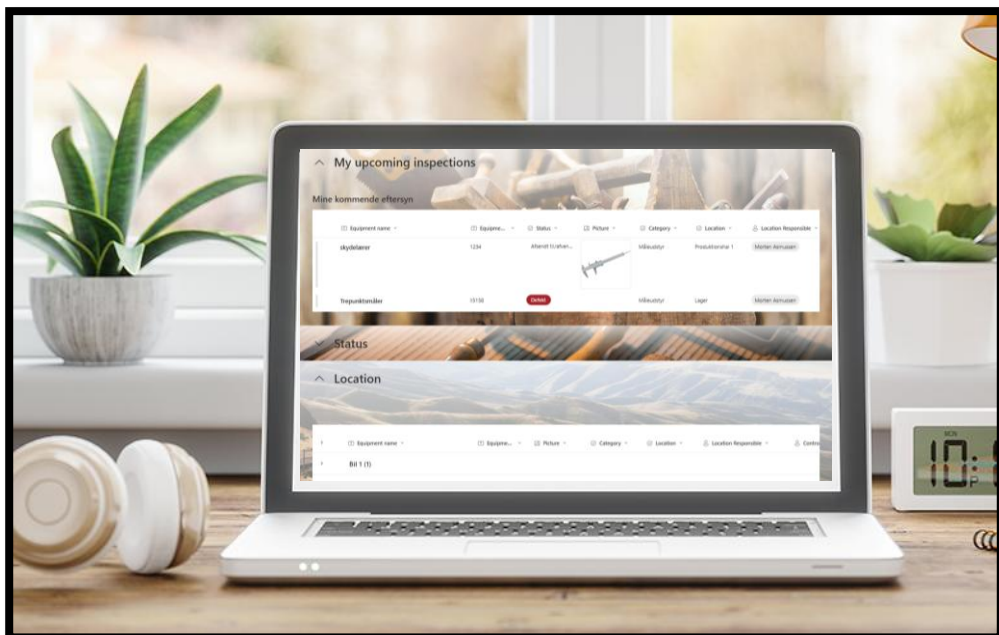 My upcoming inspections
Mine kommende eftersyn
Equipment name Equipme... Status Picture Category Location Location Responsible
skydelærer 1234 Måleudstyr Produktionshal 1 Morten Asmussen
Trepunktsmåler Defekt Måleudstyr Lager Morten Asmussen
Status
Location
Equipment name Equipme... Picture Category Location Location Responsible
Bil 1 (1)
MON
10:
P